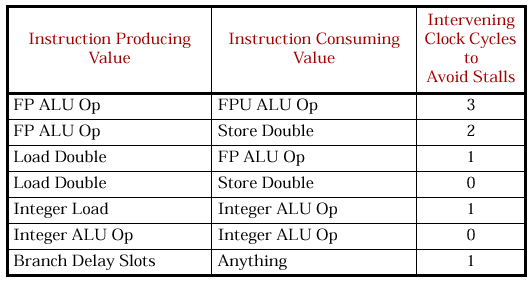 Instruction Producing Value
Instruction Consuming Value
Intervening Clock Cycles to Avoid Stalls
FP ALU Op FPU ALU Op 3
FP ALU Op Store Double 2
Load Double FP ALU Op 1
Load Double Store Double 0
Integer Load Integer ALU Op 1
Integer ALU Op Integer ALU Op 0
Branch Delay Slots Anything 1